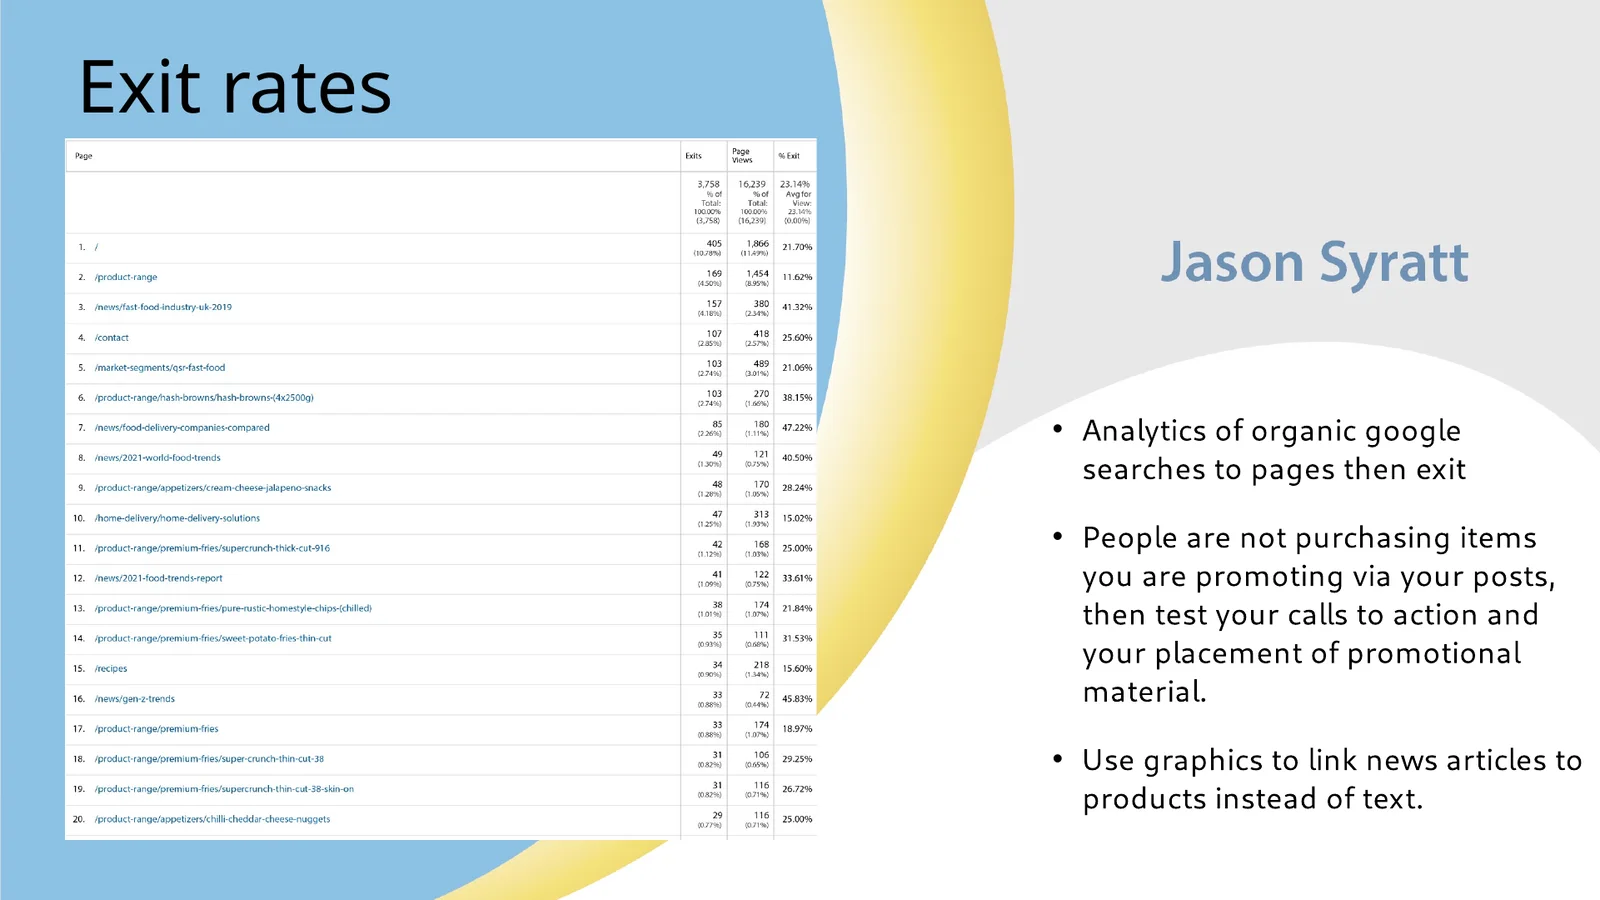 Exit rates
Page Exits Page Views % Exit
3,758 % of Total: 100.00% (3,758) 16,239 % of Total: 100.00% (16,239) 23.14% Avg for View: 23.14% (0.00%)
1. / 405 (10.78%) 1,866 (11.49%) 21.70%
2. /product-range 169 (4.50%) 1,454 (8.95%) 11.62%
3. /news/fast-food-industry-uk-2019 157 (4.18%) 380 (2.34%) 41.32%
4. /contact 107 (2.85%) 418 (2.57%) 25.60%
5. /market-segments/qsr-fast-food 103 (2.74%) 489 (3.01%) 21.06%
6. /product-range/hash-browns/hash-browns-(4x2500g) 103 (2.74%) 270 (1.66%) 38.15%
7. /news/food-delivery-companies-compared 85 (2.26%) 180 (1.11%) 47.22%
8. /news/2021-world-food-trends 49 (1.30%) 121 (0.75%) 40.50%
9. /product-range/appetizers/cream-cheese-jalapeno-snacks 48 (1.28%) 170 (1.05%) 28.24%
10. /home-delivery/home-delivery-solutions 47 (1.25%) 313 (1.93%) 15.02%
11. /product-range/premium-fries/supercrunch-thick-cut-916 42 (1.12%) 168 (1.03%) 25.00%
12. /news/2021-food-trends-report 41 (1.09%) 122 (0.75%) 33.61%
13. /product-range/premium-fries/pure-rustic-homestyle-chips-(chilled) 38 (1.01%) 174 (1.07%) 21.84%
14. /product-range/premium-fries/sweet-potato-fries-thin-cut 35 (0.93%) 111 (0.68%) 31.53%
15. /recipes 34 (0.90%) 218 (1.34%) 15.60%
16. /news/gen-z-trends 33 (0.88%) 72 (0.44%) 45.83%
17. /product-range/premium-fries 33 (0.88%) 174 (1.07%) 18.97%
18. /product-range/premium-fries/super-crunch-thin-cut-38 31 (0.82%) 106 (0.65%) 29.25%
19. /product-range/premium-fries/supercrunch-thin-cut-38-skin-on 31 (0.82%) 116 (0.71%) 26.72%
20. /product-range/appetizers/chilli-cheddar-cheese-nuggets 29 (0.77%) 116 (0.71%) 25.00%
Jason Syratt
• Analytics of organic google
searches to pages then exit
• People are not purchasing items
you are promoting via your posts,
then test your calls to action and
your placement of promotional
material.
• Use graphics to link news articles to
products instead of text.